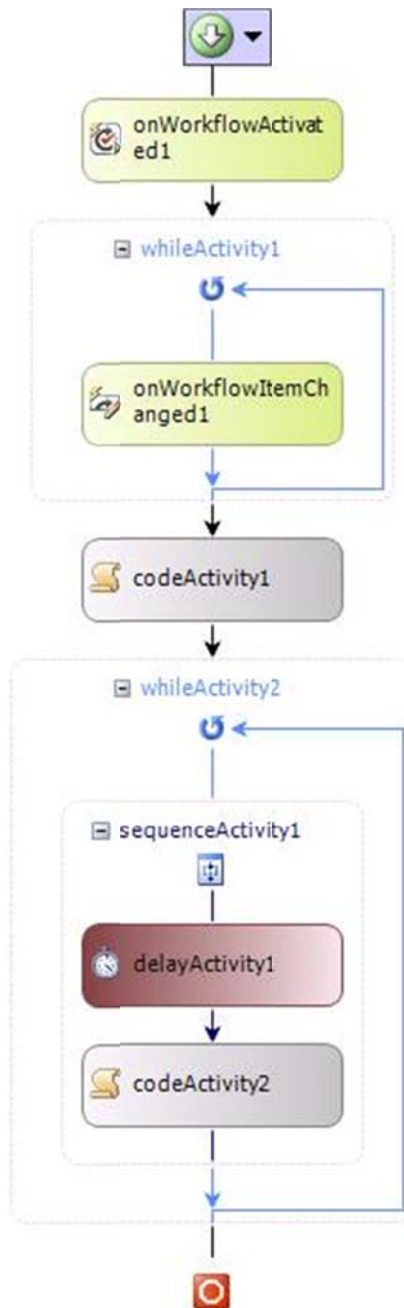 onWorkflowActivat
ed1
whileActivity1
onWorkflowItemCh
anged1
codeActivity1
whileActivity2
sequenceActivity1
delayActivity1
codeActivity2